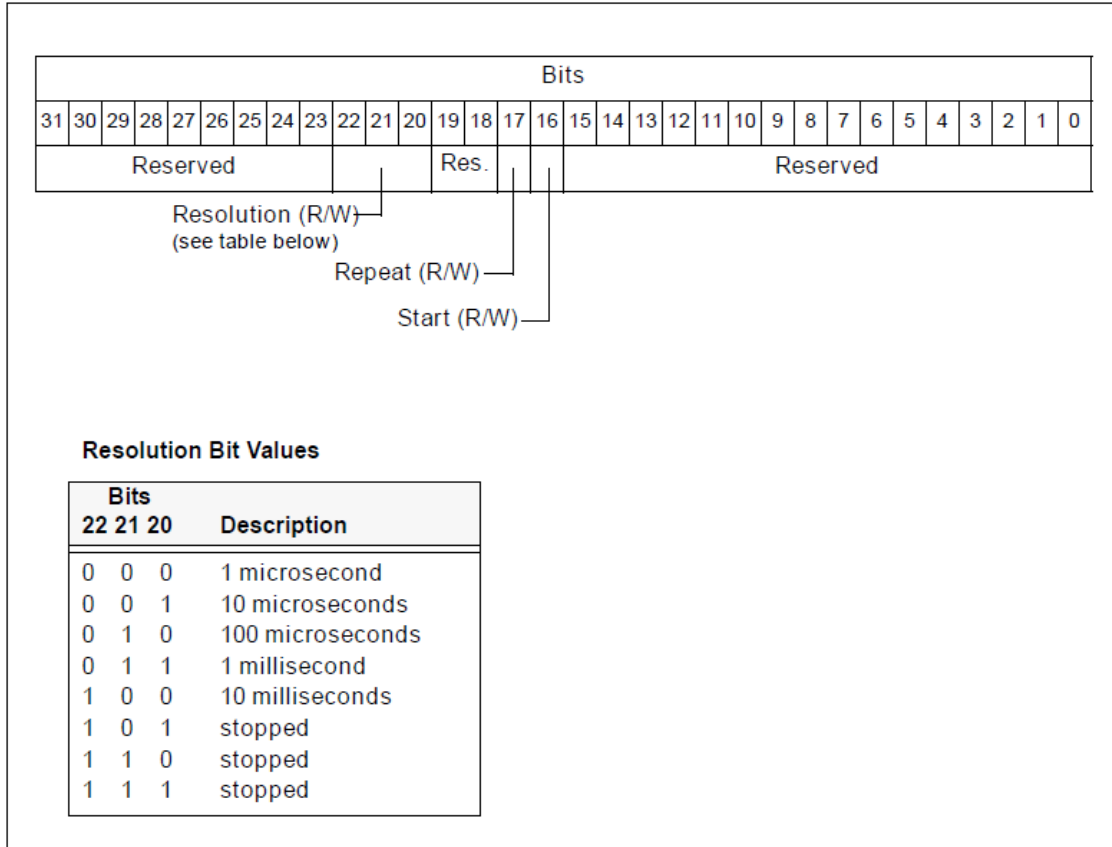 Bits
31 30 29 28 27 26 25 24 23 22 21 20 19 18 17 16 15 14 13 12 11 10 9 8 7 6 5 4 3 2 1 0
Reserved Res. Reserved
Resolution (R/W)
(see table below)
Repeat (R/W)
Start (R/W)
Resolution Bit Values
Bits
22 21 20 Description
0 0 0 1 microsecond
0 0 1 10 microseconds
0 1 0 100 microseconds
0 1 1 1 millisecond
1 0 0 10 milliseconds
1 0 1 stopped
1 1 0 stopped
1 1 1 stopped